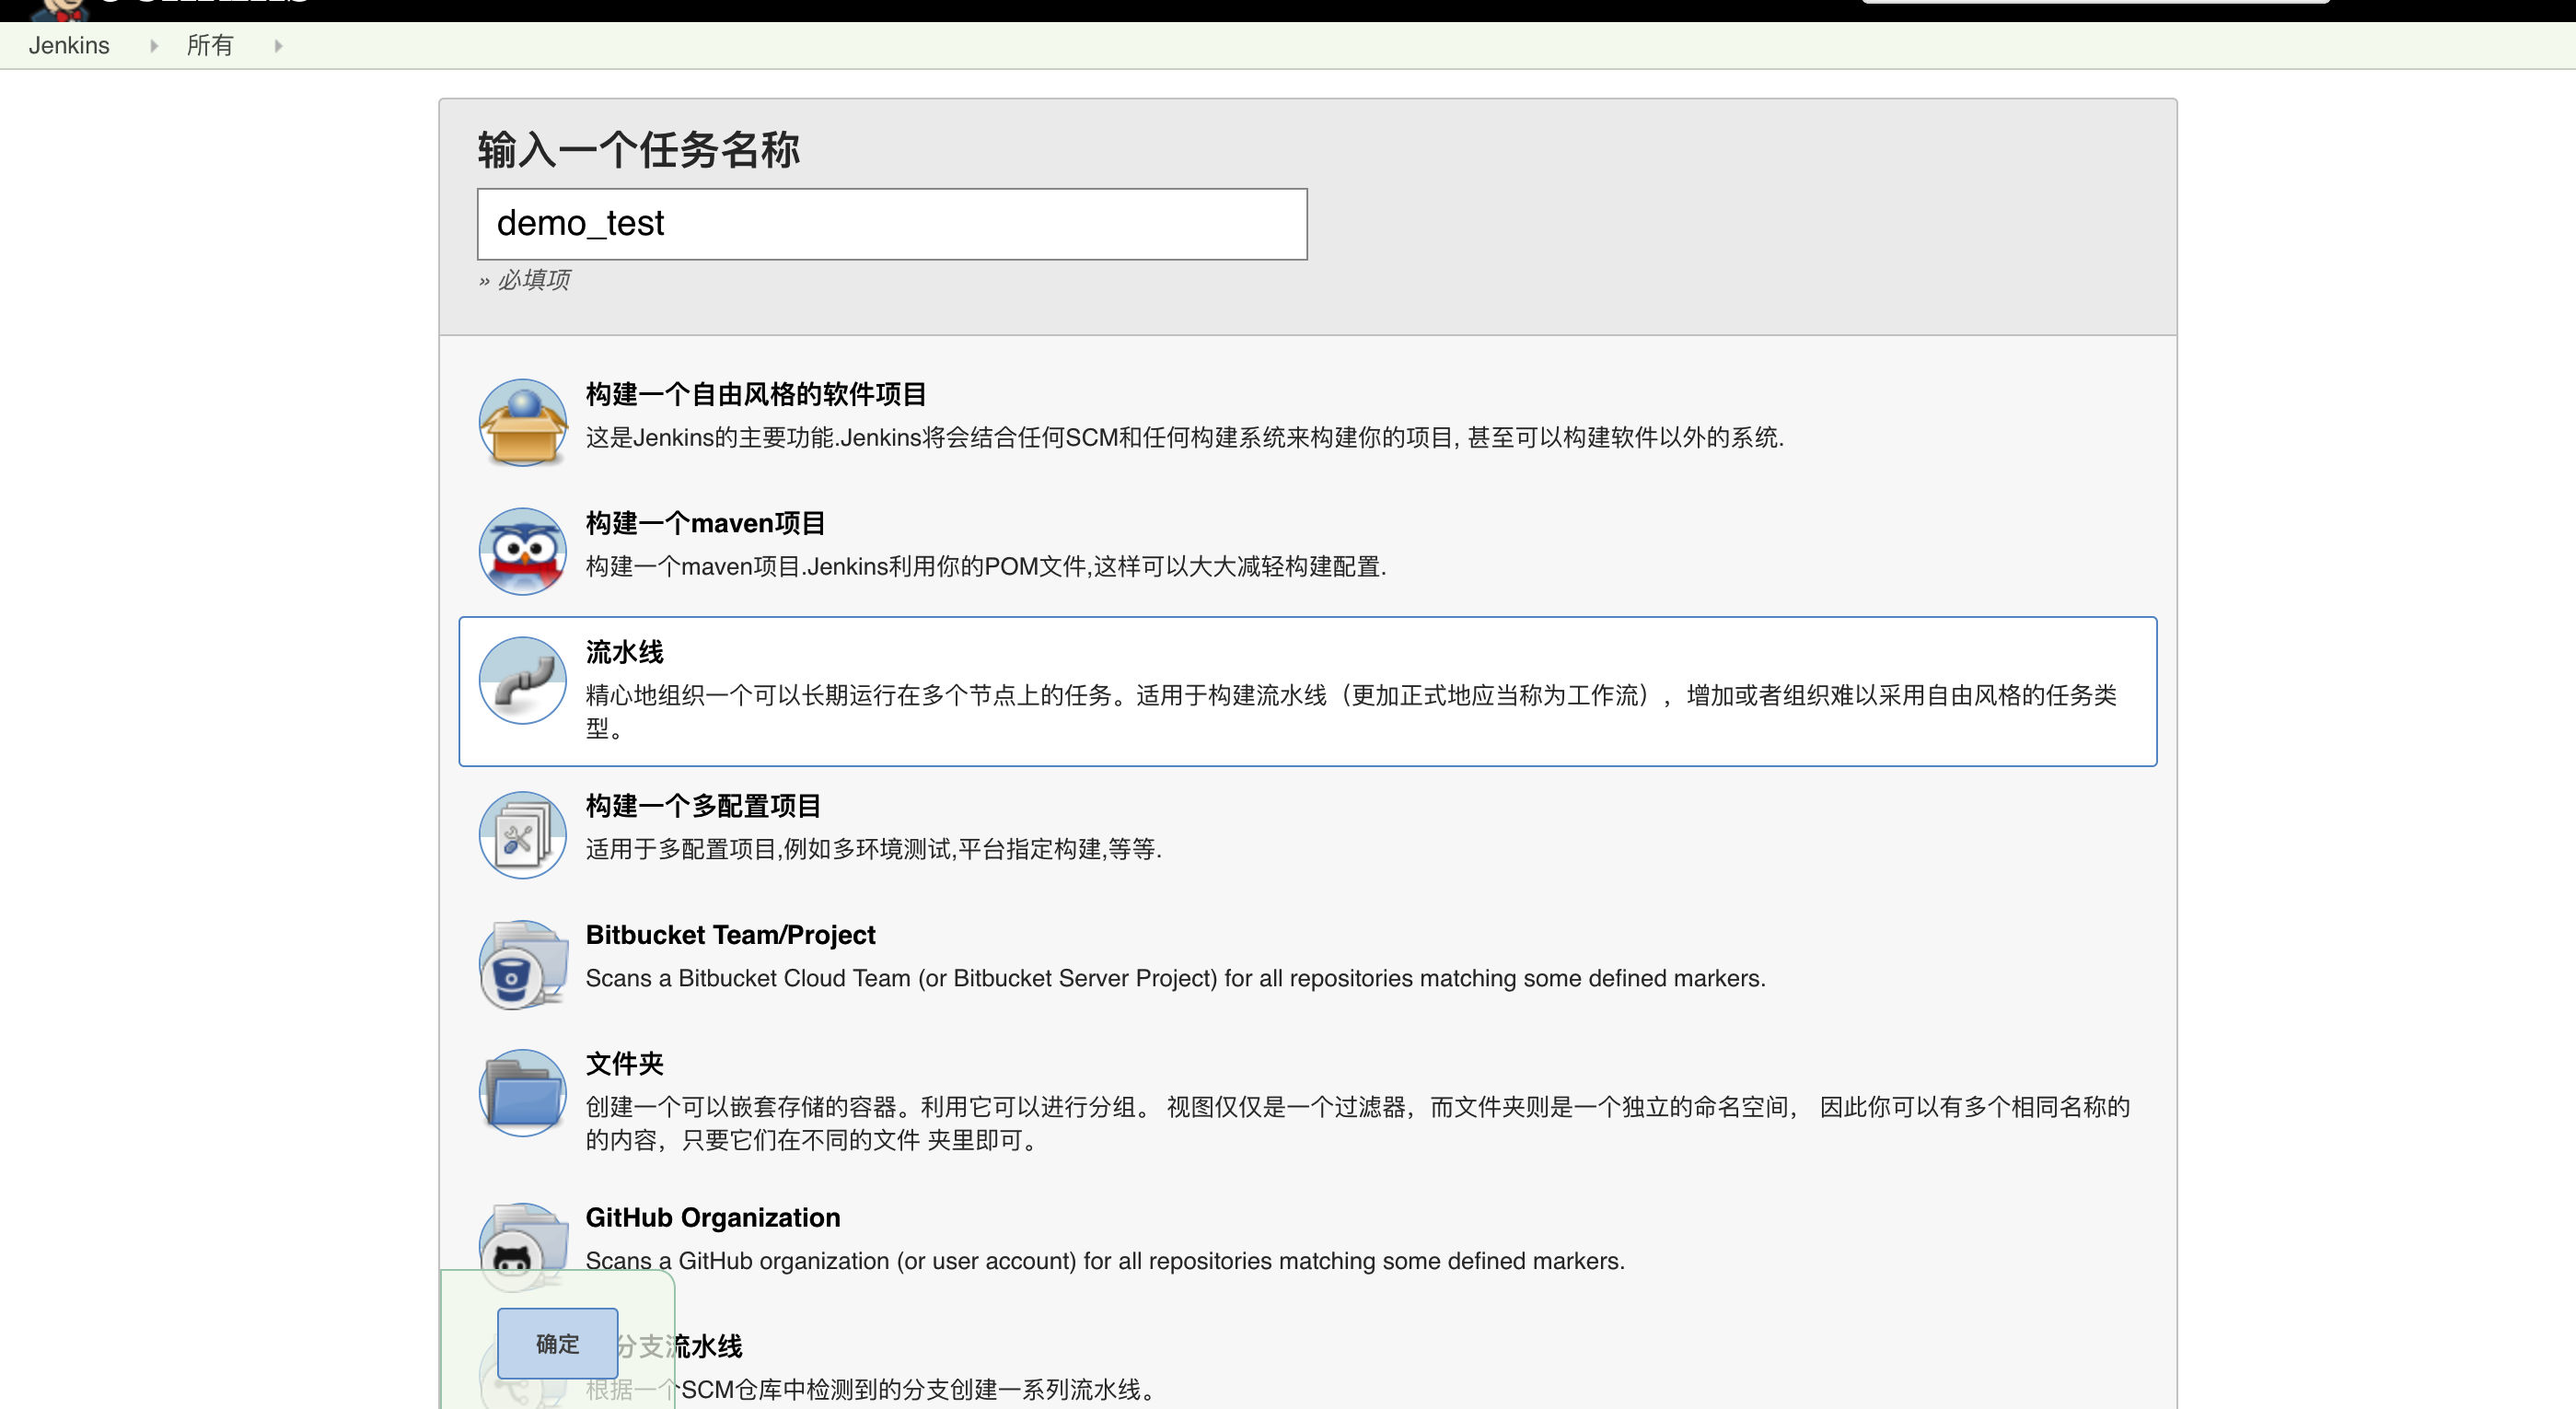 Jenkins 所有
输入一个任务名称
demo_test
» 必填项
构建一个自由风格的软件项目
这是Jenkins的主要功能.Jenkins将会结合任何SCM和任何构建系统来构建你的项目, 甚至可以构建软件以外的系统.
构建一个maven项目
构建一个maven项目.Jenkins利用你的POM文件,这样可以大大减轻构建配置.
流水线
精心地组织一个可以长期运行在多个节点上的任务。适用于构建流水线（更加正式地应当称为工作流），增加或者组织难以采用自由风格的任务类
型。
构建一个多配置项目
适用于多配置项目,例如多环境测试,平台指定构建,等等.
Bitbucket Team/Project
Scans a Bitbucket Cloud Team (or Bitbucket Server Project) for all repositories matching some defined markers.
文件夹
创建一个可以嵌套存储的容器。利用它可以进行分组。 视图仅仅是一个过滤器，而文件夹则是一个独立的命名空间， 因此你可以有多个相同名称的
的内容，只要它们在不同的文件 夹里即可。
GitHub Organization
Scans a GitHub organization (or user account) for all repositories matching some defined markers.
确定
分支流水线
根据一个SCM仓库中检测到的分支创建一系列流水线。